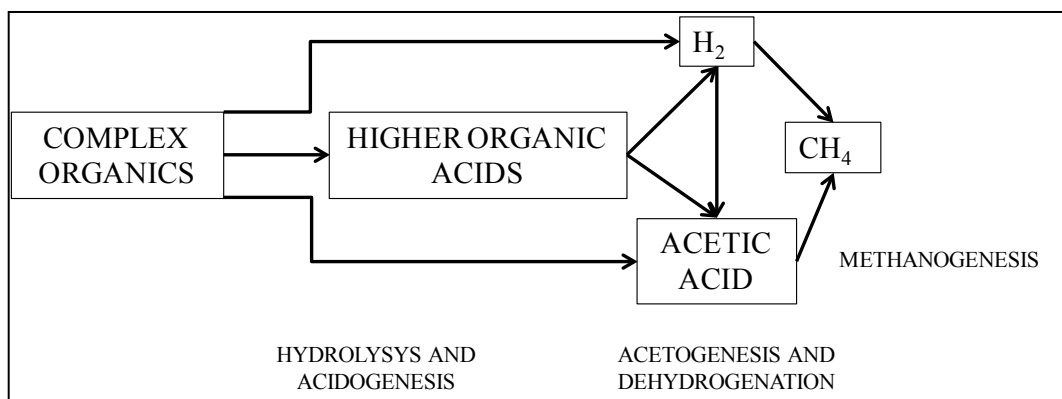 H₂
COMPLEX
ORGANICS
HIGHER ORGANIC
ACIDS
CH₄
ACETIC
ACID
METHANOGENESIS
HYDROLYSYS AND
ACIDOGENESIS
ACETOGENESIS AND
DEHYDROGENATION